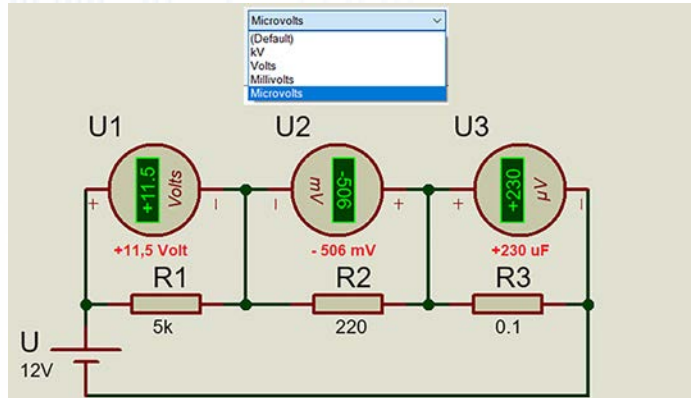 Microvolts
(Default)
kV
Volts
Millivolts
Microvolts
U1 U2 U3
+11.5 Volts -506 mV +230 µV
+ - - + + -
+11,5 Volt - 506 mV +230 uF
R1 R2 R3
5k 220 0.1
U
12V